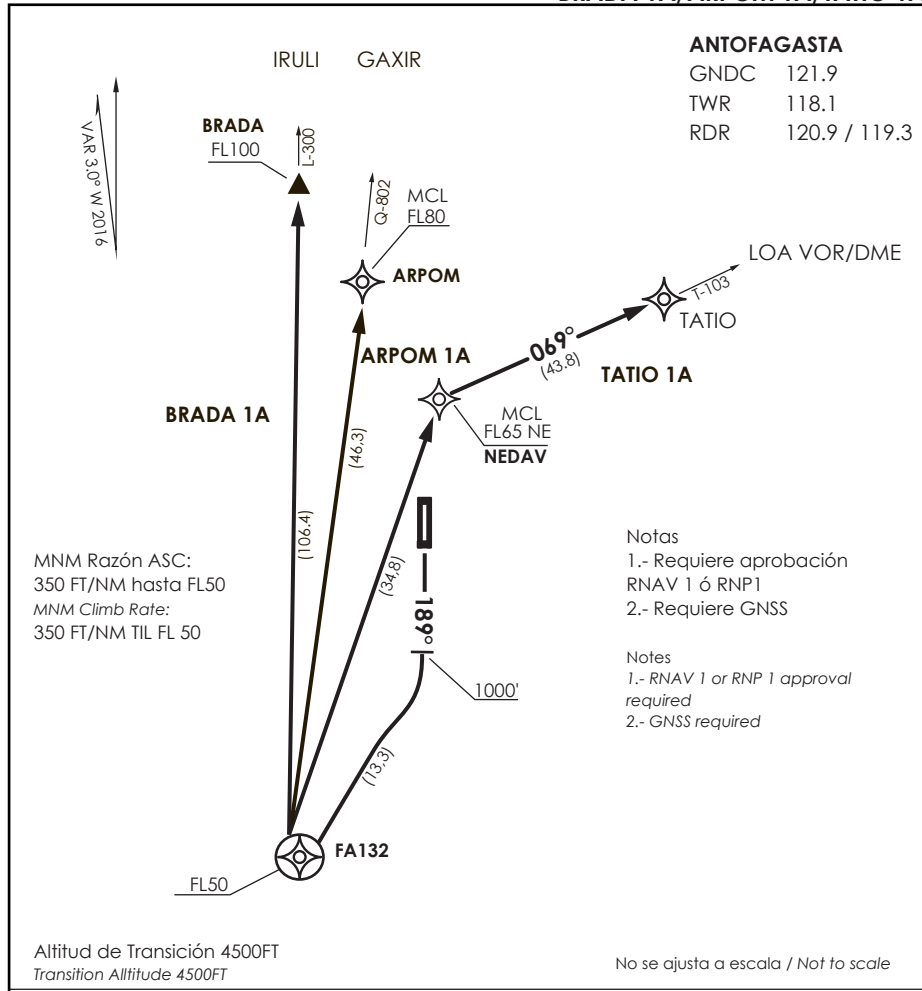 ANTOFAGASTA
GNDC 121.9
TWR 118.1
RDR 120.9 / 119.3
IRULI GAXIR
VAR 3.0° W 2016
BRADA
FL100
L-300
Q-802
MCL
FL80
ARPOM
LOA VOR/DME
T-103
TATIO
069°
(43.8)
TATIO 1A
ARPOM 1A
BRADA 1A
MCL
FL65 NE
NEDAV
(46,3)
(106.4)
(34,8)
189°
1000'
(13,3)
MNM Razón ASC:
350 FT/NM hasta FL50
MNM Climb Rate:
350 FT/NM TIL FL 50
Notas
1.- Requiere aprobación
RNAV 1 ó RNP1
2.- Requiere GNSS
Notes
1.- RNAV 1 or RNP 1 approval
required
2.- GNSS required
FA132
FL50
Altitud de Transición 4500FT
Transition Alltitude 4500FT
No se ajusta a escala / Not to scale